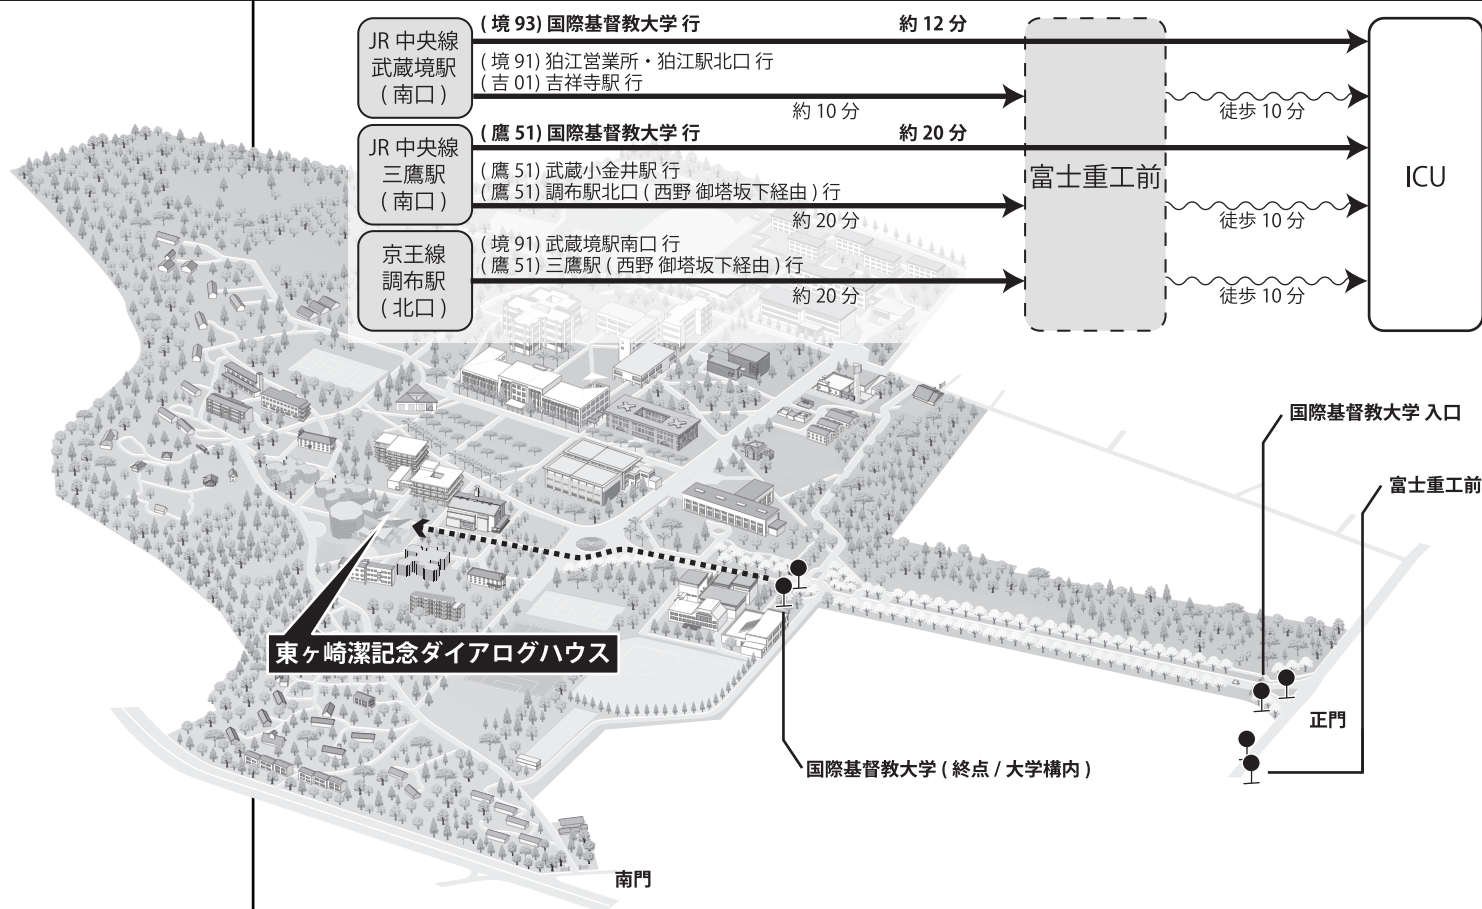 JR 中央線
武蔵境駅
( 南口 )
( 境 93) 国際基督教大学 行
約 12 分
( 境 91) 狛江営業所・狛江駅北口 行
( 吉 01) 吉祥寺駅 行
約 10 分
徒歩 10 分
JR 中央線
三鷹駅
( 南口 )
( 鷹 51) 国際基督教大学 行
約 20 分
( 鷹 51) 武蔵小金井駅 行
( 鷹 51) 調布駅北口 ( 西野 御塔坂下経由 ) 行
約 20 分
徒歩 10 分
京王線
調布駅
( 北口 )
( 境 91) 武蔵境駅南口 行
( 鷹 51) 三鷹駅 ( 西野 御塔坂下経由 ) 行
約 20 分
徒歩 10 分
富士重工前
ICU
国際基督教大学 入口
富士重工前
東ヶ崎潔記念ダイアログハウス
正門
国際基督教大学 ( 終点 / 大学構内 )
南門